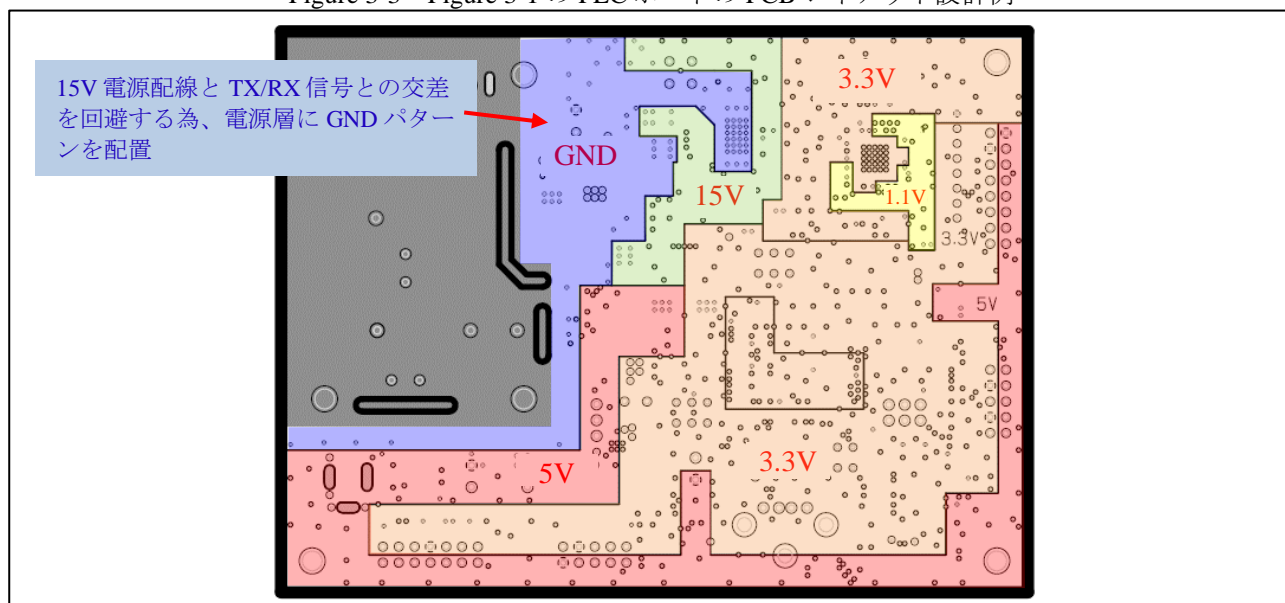 15V 電源配線と TX/RX 信号との交差
を回避する為、電源層に GND パター
ンを配置
GND
15V
3.3V
1.1V
3.3V
5V
5V
3.3V